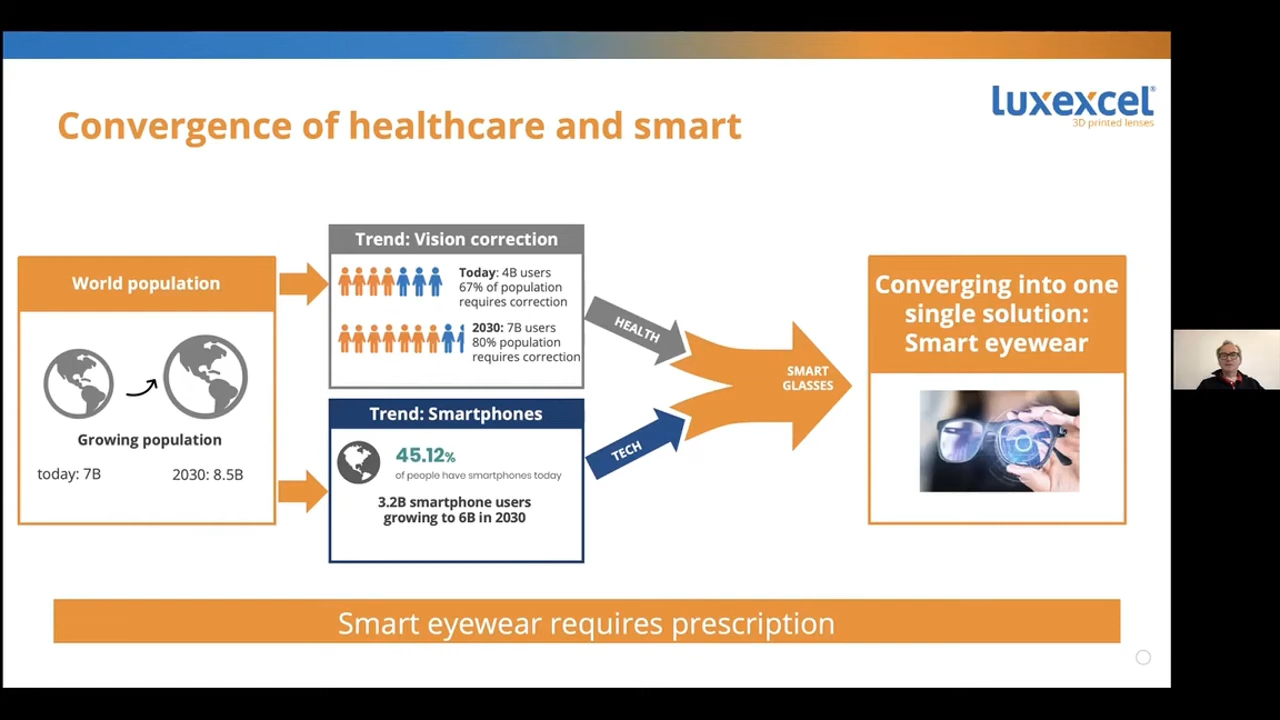 luxexcel®
3D printed lenses
Convergence of healthcare and smart
World population
Growing population
today: 7B
2030: 8.5B
Trend: Vision correction
Today: 4B users
67% of population
requires correction
2030: 7B users
80% population
requires correction
Trend: Smartphones
45.12%
of people have smartphones today
3.2B smartphone users
growing to 6B in 2030
HEALTH
TECH
SMART
GLASSES
Converging into one
single solution:
Smart eyewear
Smart eyewear requires prescription